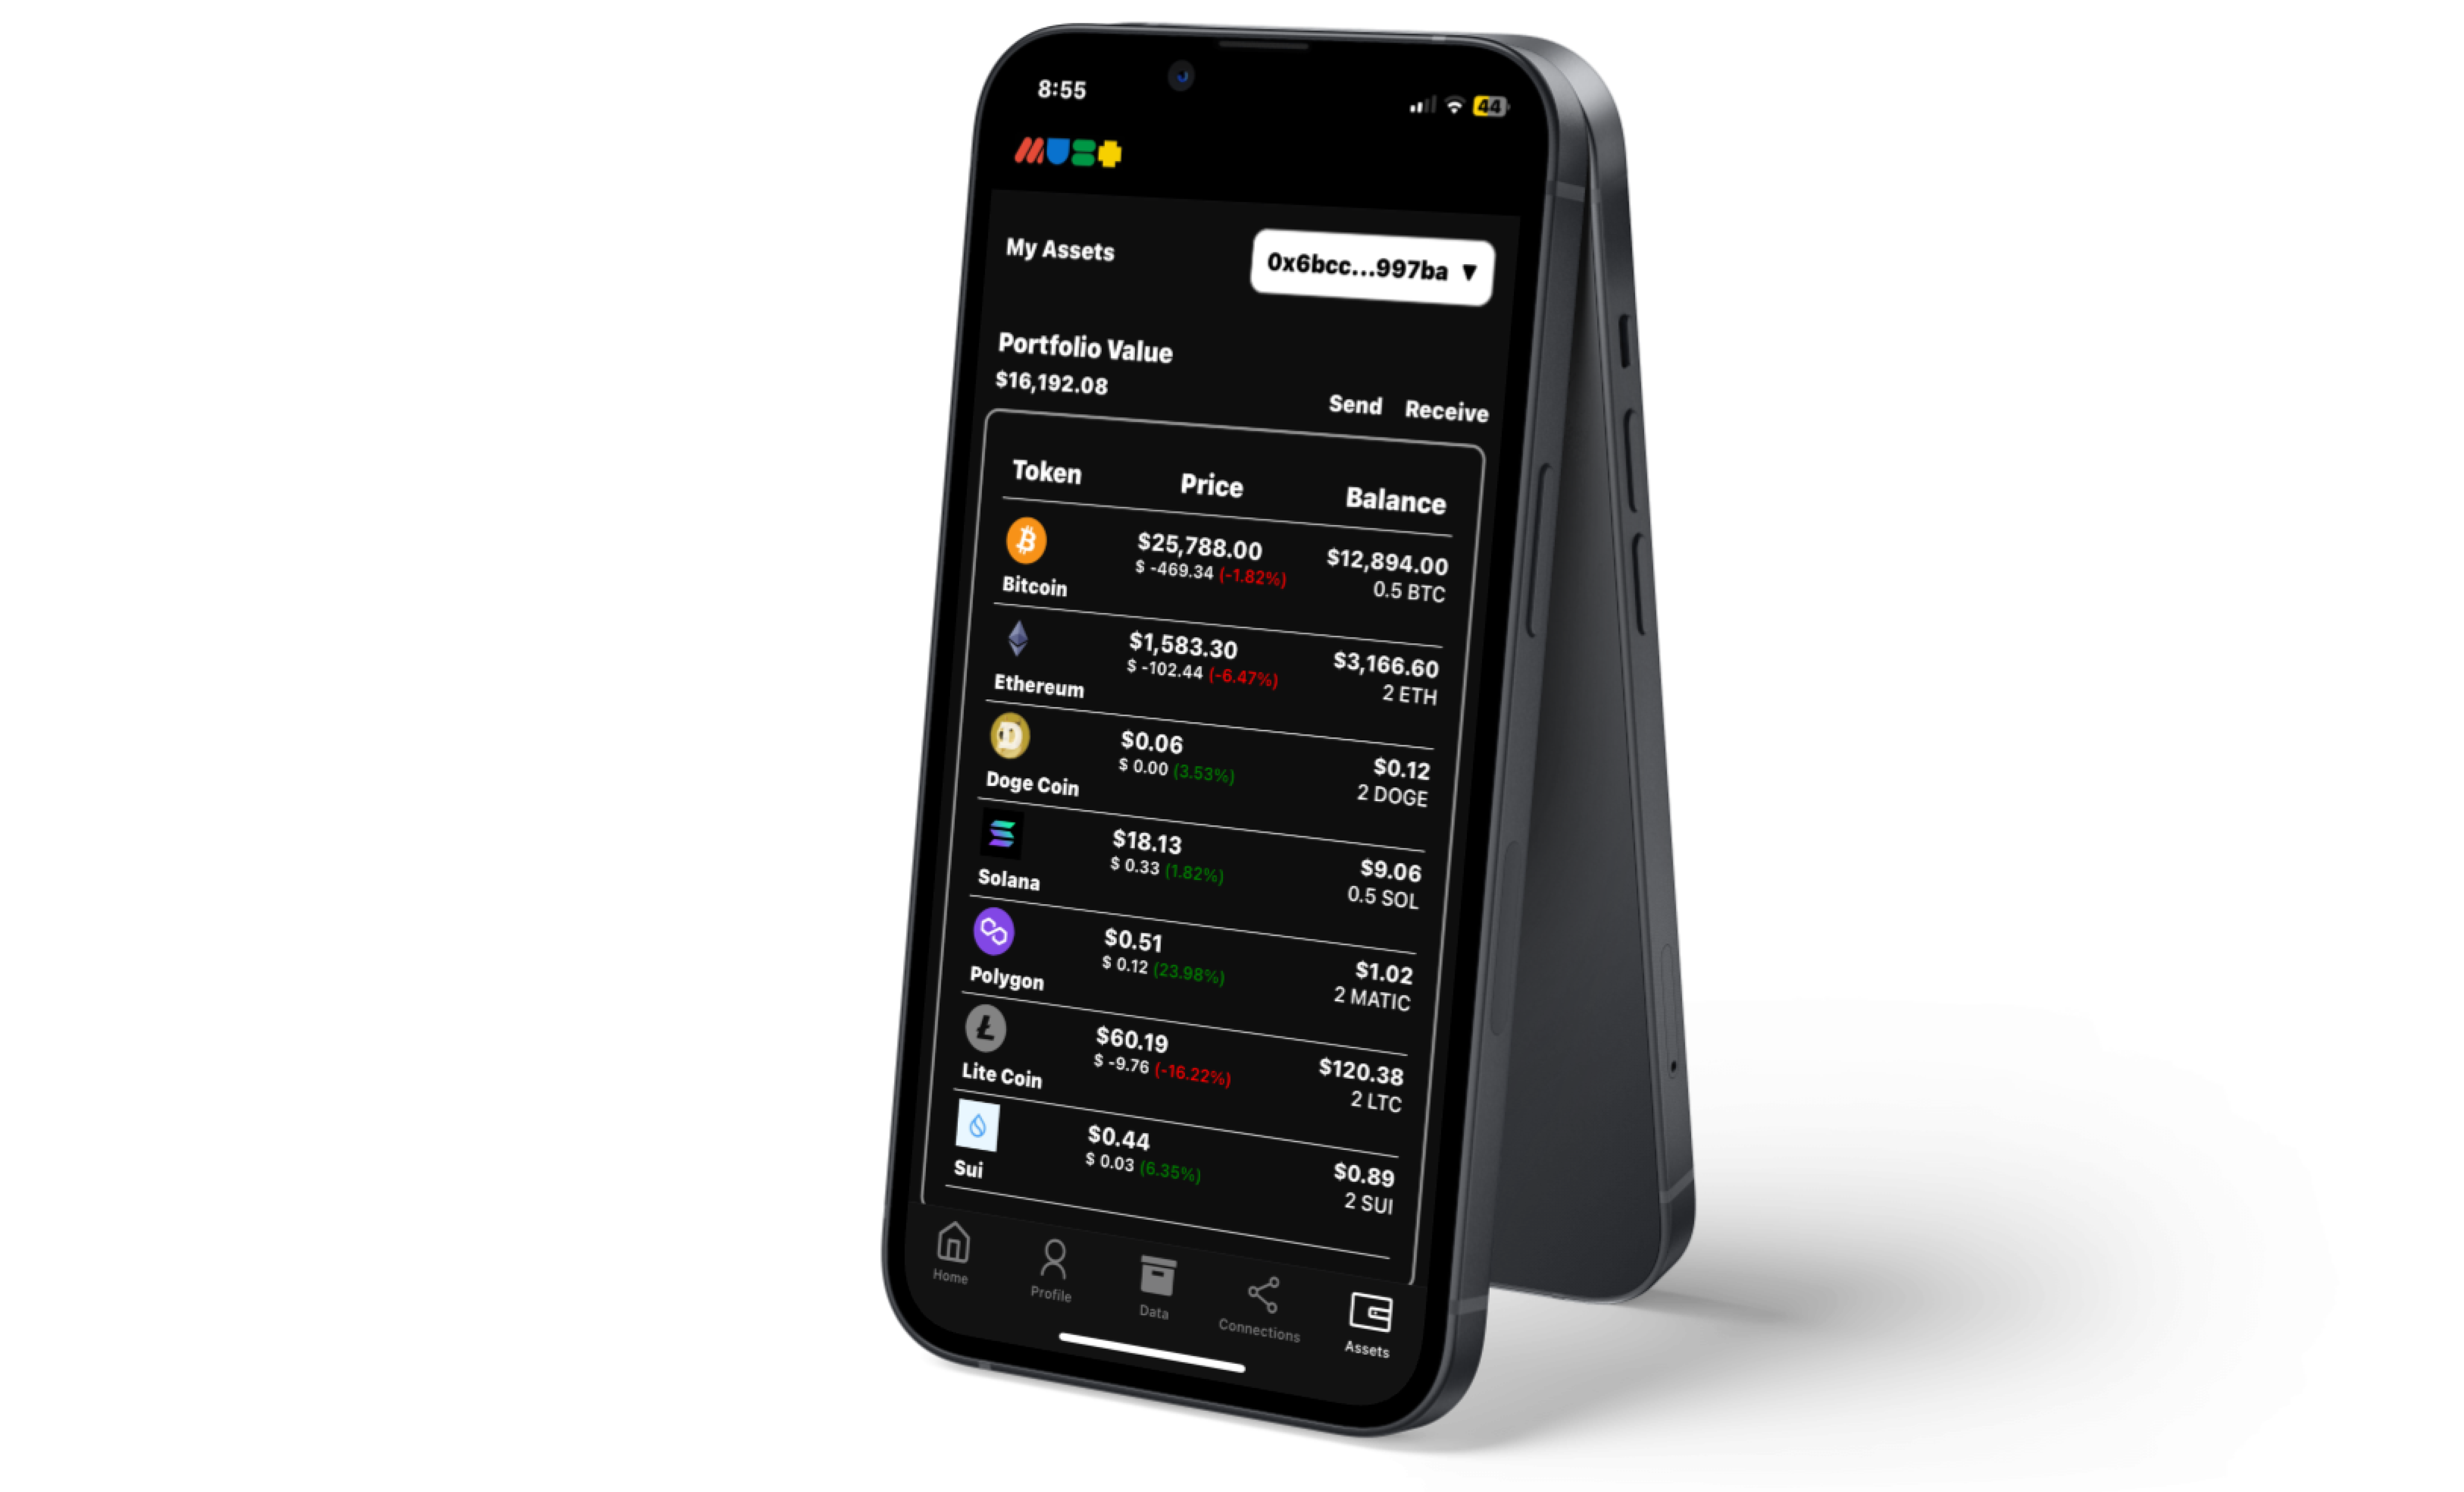 8:55
44
My Assets
0x6bcc...997ba ▼
Portfolio Value
$16,192.08
Send Receive
Token Price Balance
$25,788.00 $12,894.00
$ -469.34 (-1.82%) 0.5 BTC
Bitcoin
$1,583.30 $3,166.60
$ -102.44 (-6.47%) 2 ETH
Ethereum
$0.06 $0.12
$ 0.00 (3.53%) 2 DOGE
Doge Coin
$18.13 $9.06
$ 0.33 (1.82%) 0.5 SOL
Solana
$0.51 $1.02
$ 0.12 (23.98%) 2 MATIC
Polygon
$60.19 $120.38
$ -9.76 (-16.22%) 2 LTC
Lite Coin
$0.44 $0.89
$ 0.03 (6.35%) 2 SUI
Sui
Home Profile Data Connections Assets